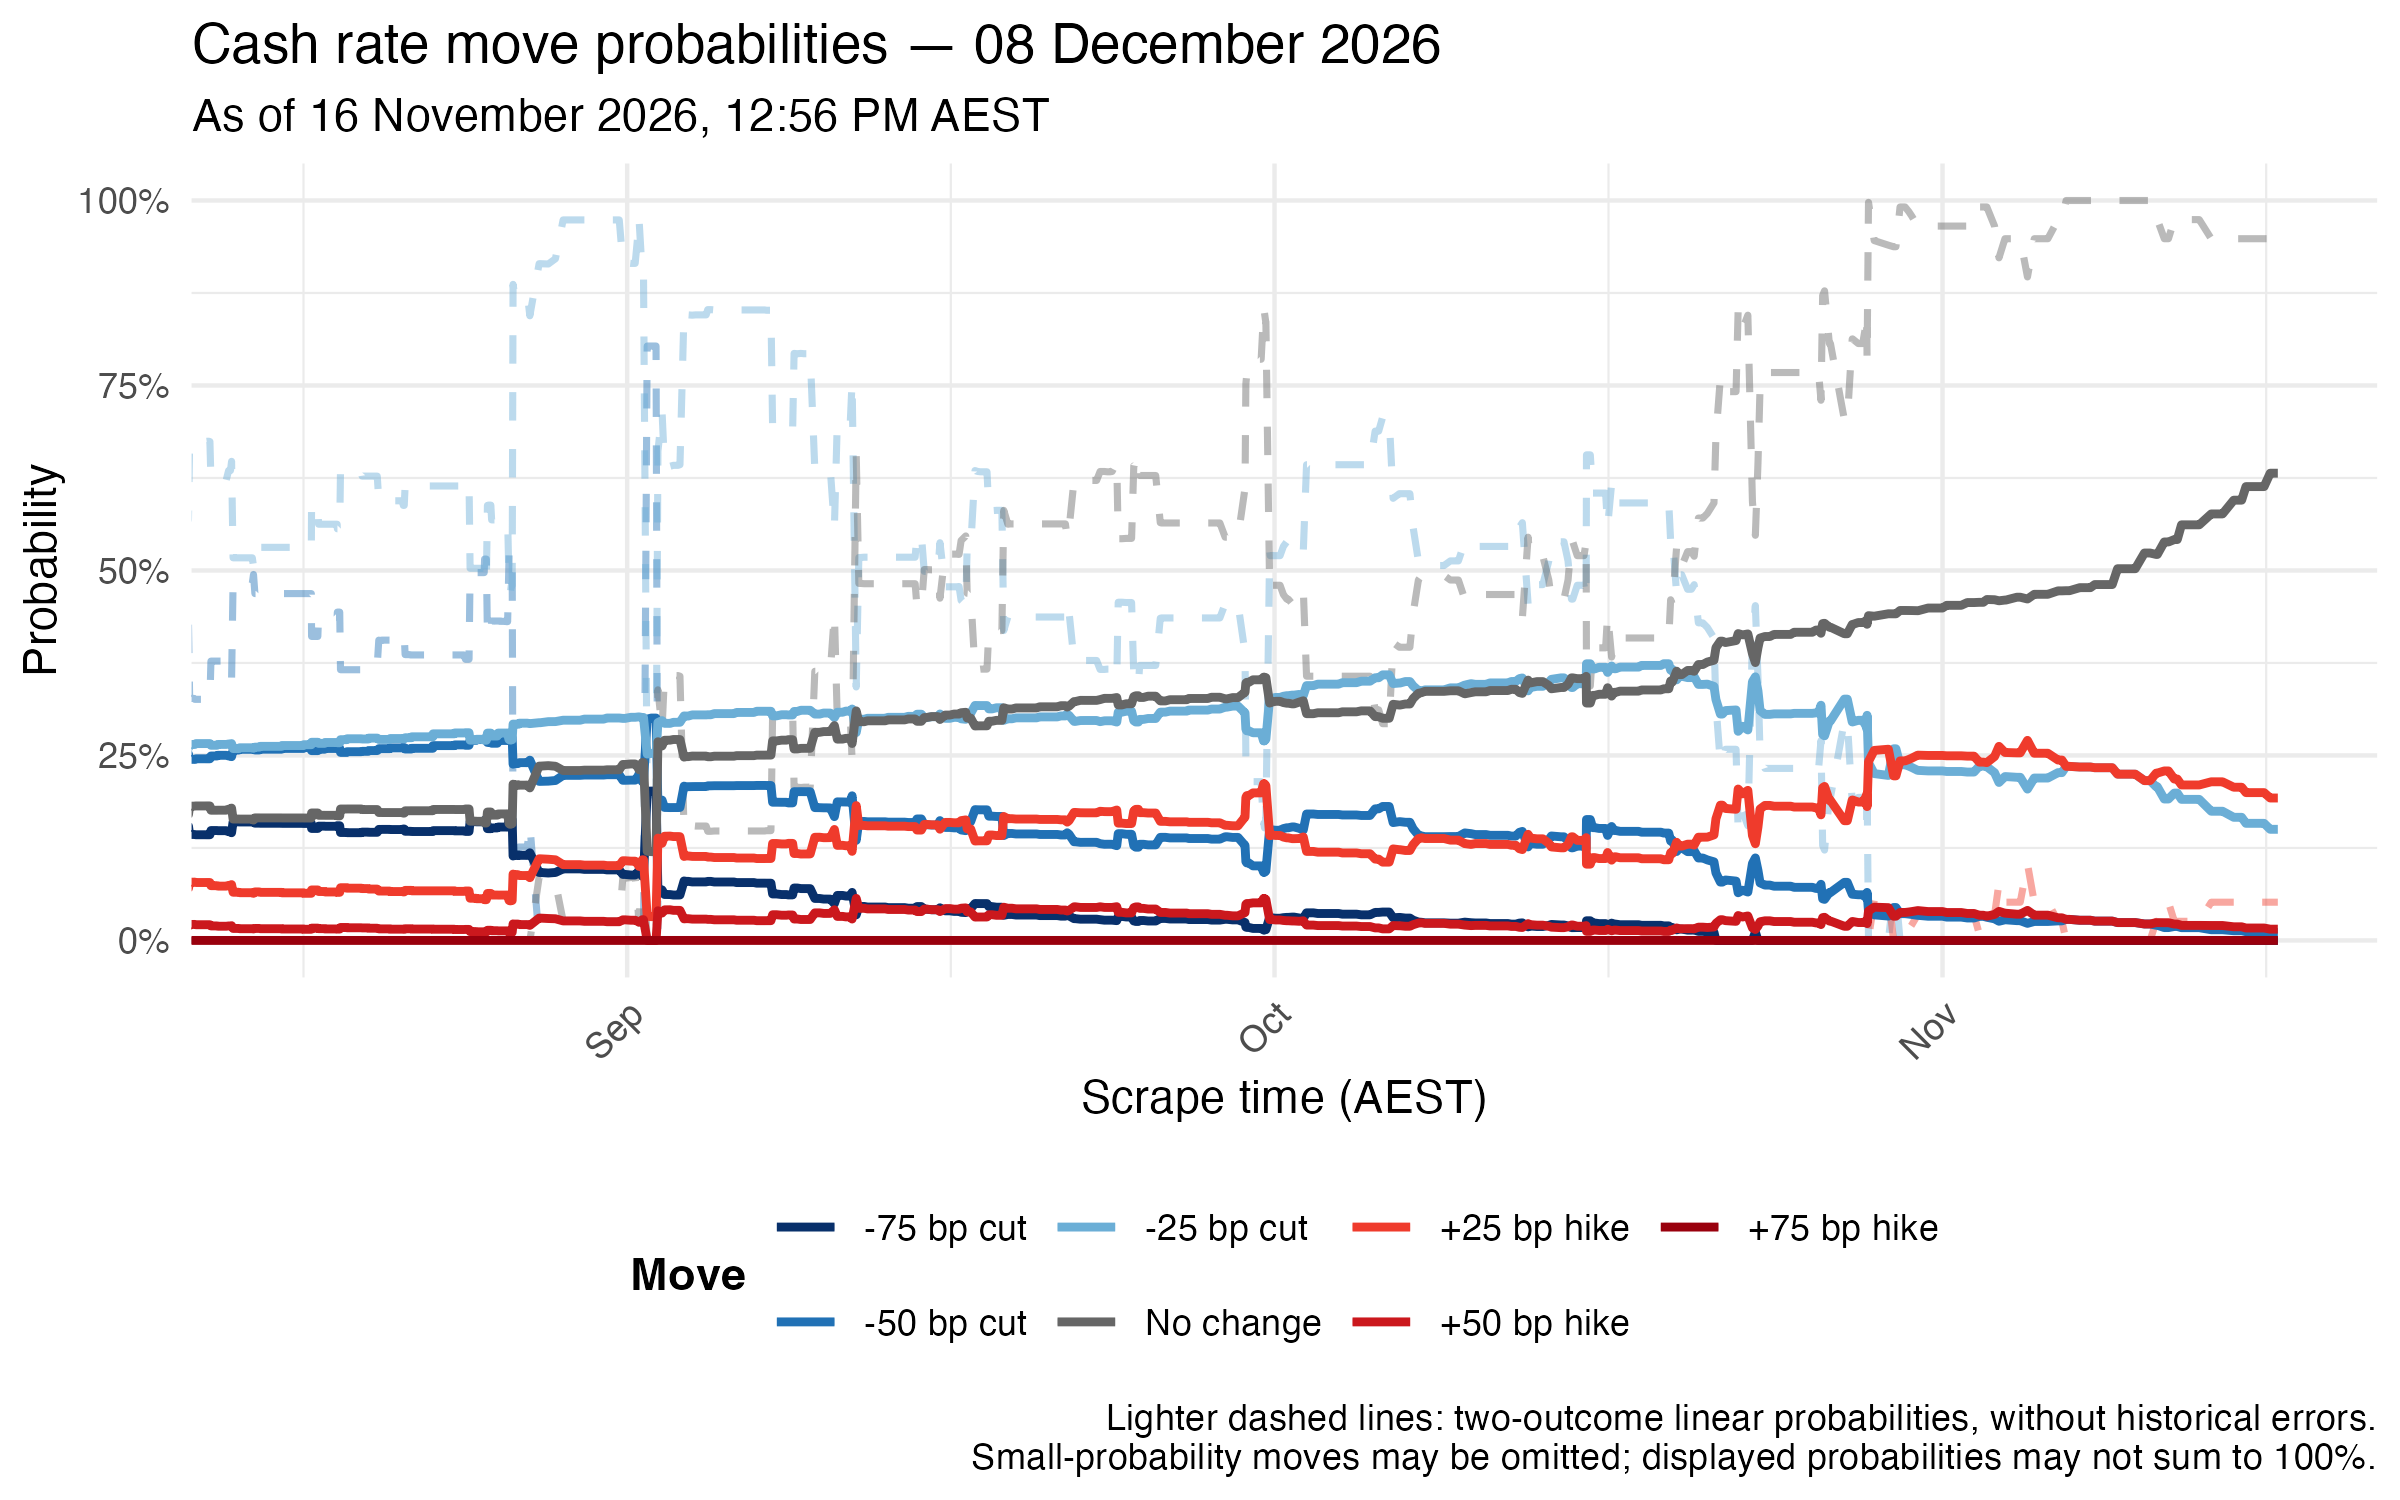 Cash rate move probabilities — 08 December 2026
As of 16 November 2026, 12:56 PM AEST
100%
75%
50%
25%
0%
Probability
Sep
Oct
Nov
Scrape time (AEST)
Move
-75 bp cut
-25 bp cut
+25 bp hike
+75 bp hike
-50 bp cut
No change
+50 bp hike
Lighter dashed lines: two-outcome linear probabilities, without historical errors.
Small-probability moves may be omitted; displayed probabilities may not sum to 100%.